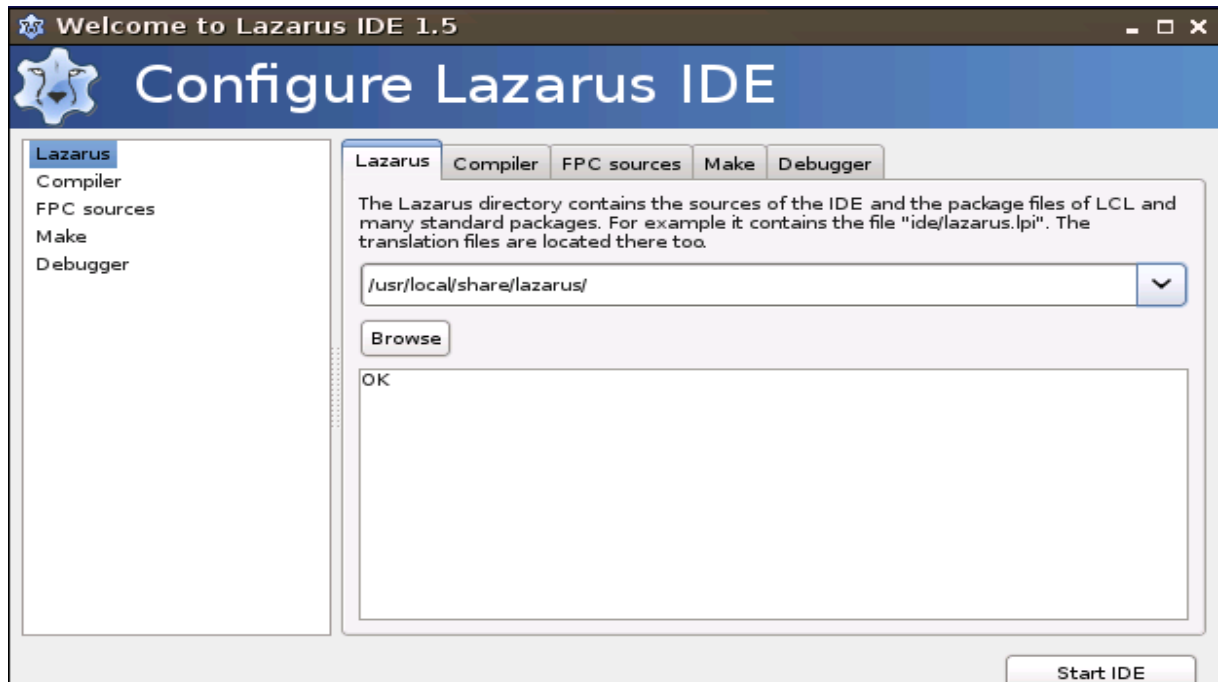 Welcome to Lazarus IDE 1.5
Configure Lazarus IDE
Lazarus
Compiler
FPC sources
Make
Debugger
Lazarus Compiler FPC sources Make Debugger
The Lazarus directory contains the sources of the IDE and the package files of LCL and
many standard packages. For example it contains the file "ide/lazarus.lpi". The
translation files are located there too.
/usr/local/share/lazarus/
Browse
OK
Start IDE